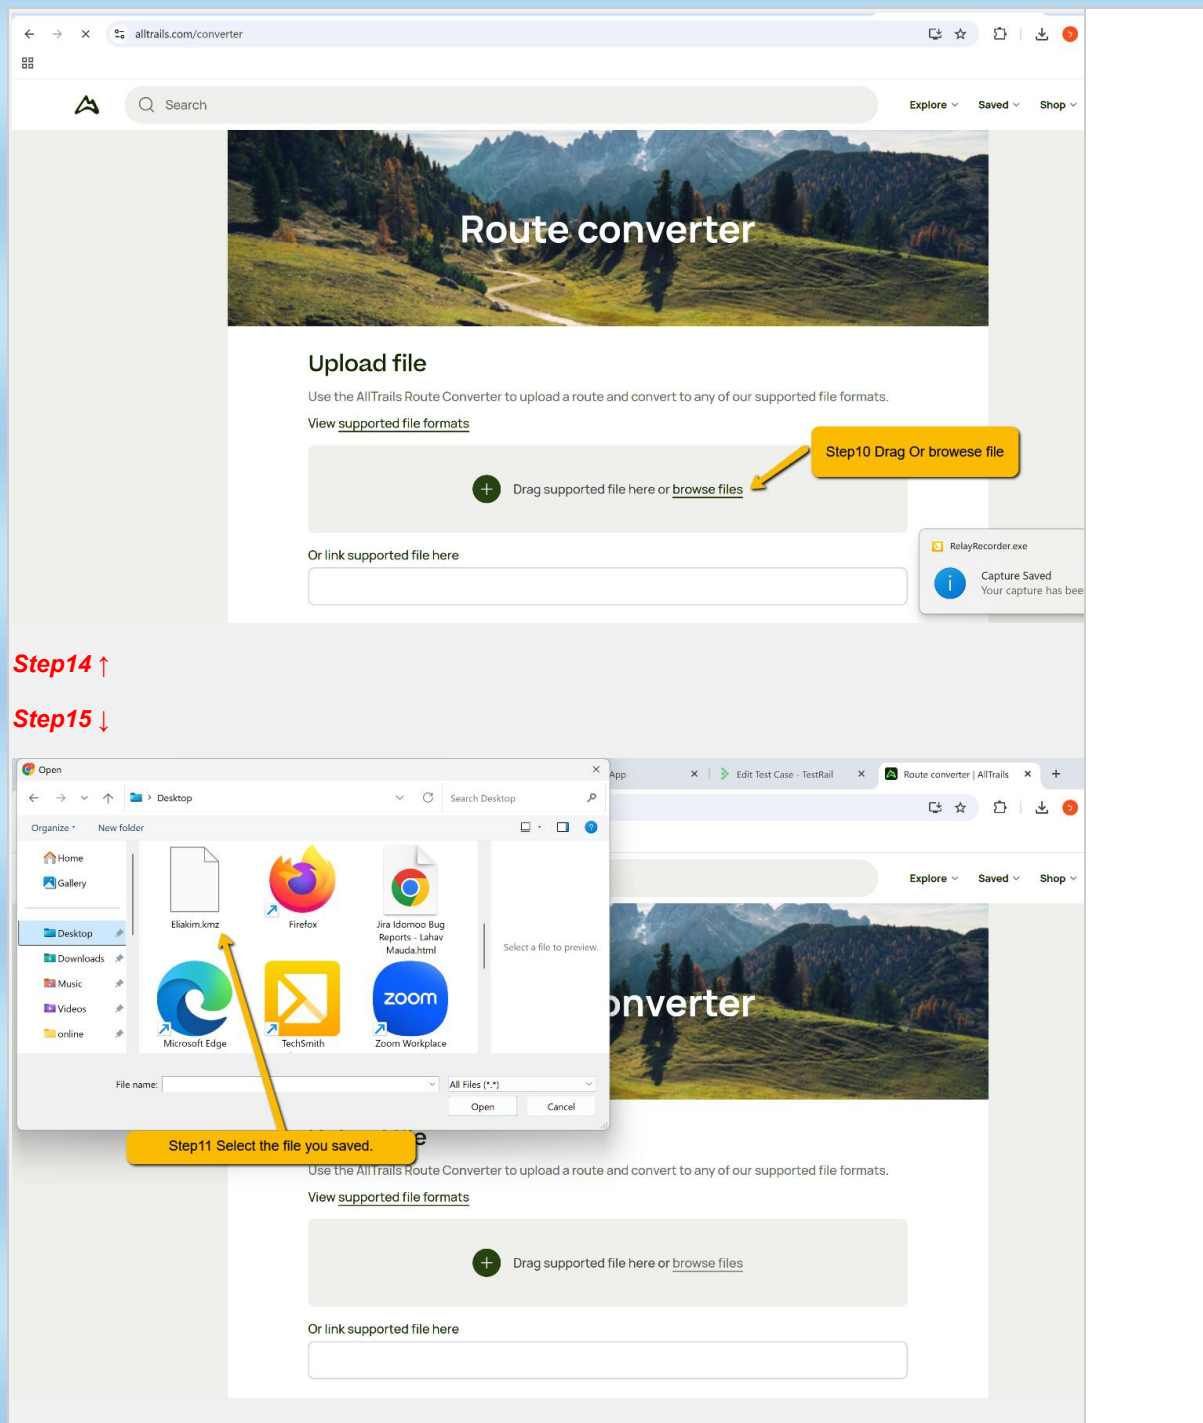 alltrails.com/converter
Search
Explore
Saved
Shop
Route converter
Upload file
Use the AllTrails Route Converter to upload a route and convert to any of our supported file formats.
View supported file formats
Step10 Drag Or browese file
Drag supported file here or browse files
Or link supported file here
RelayRecorder.exe
Capture Saved
Your capture has bee
Step14 ↑
Step15 ↓
Open
App
Edit Test Case - TestRail
Route converter | AllTrails
Desktop
Search Desktop
Organize
New folder
Home
Gallery
Desktop
Downloads
Music
Videos
online
Eliakim.kmz
Firefox
Jira Idomoo Bug
Reports - Lahav
Mauda.html
Select a file to preview.
zoom
Microsoft Edge
TechSmith
Zoom Workplace
File name:
All Files (*.*)
Open
Cancel
Explore
Saved
Shop
onverter
Step11 Select the file you saved.
e
Use the AllTrails Route Converter to upload a route and convert to any of our supported file formats.
View supported file formats
Drag supported file here or browse files
Or link supported file here